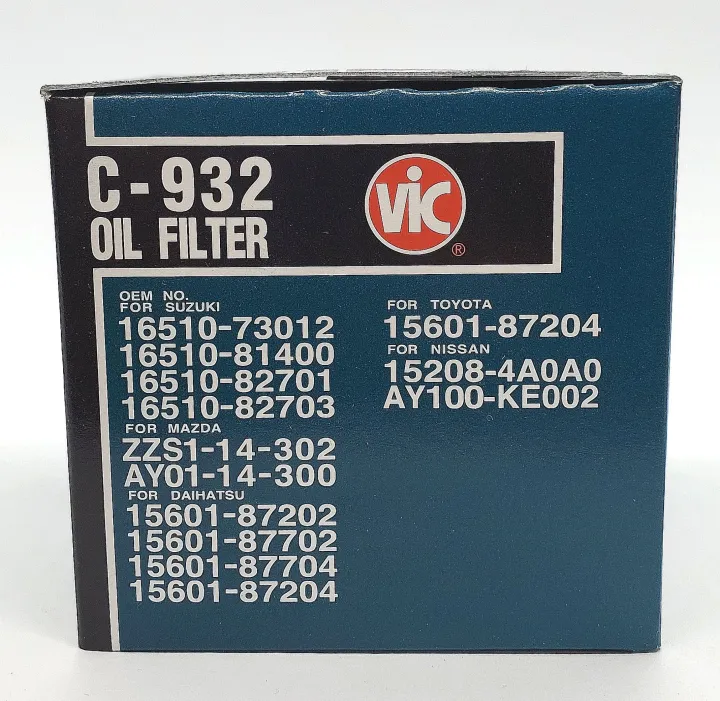 C-932
OIL FILTER
VIC
®
OEM NO.
FOR SUZUKI
16510-73012
16510-81400
16510-82701
16510-82703
FOR MAZDA
ZZS1-14-302
AY01-14-300
FOR DAIHATSU
15601-87202
15601-87702
15601-87704
15601-87204
FOR TOYOTA
15601-87204
FOR NISSAN
15208-4A0A0
AY100-KE002